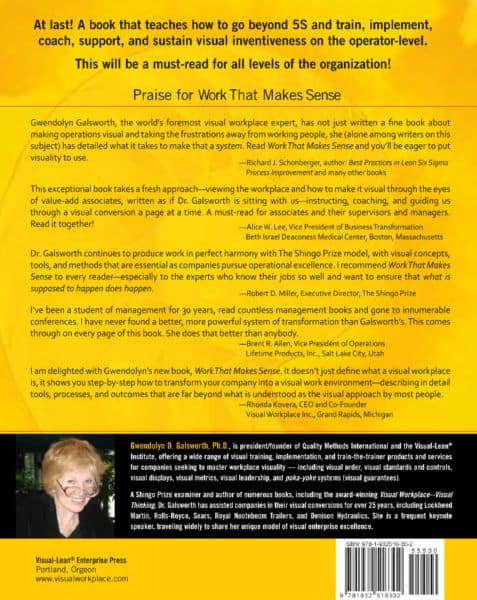 At last! A book that teaches how to go beyond 5S and train, implement,
coach, support, and sustain visual inventiveness on the operator-level.
This will be a must-read for all levels of the organization!
Praise for Work That Makes Sense
Gwendolyn Galsworth, the world's foremost visual workplace expert, has not just written a fine book about
making operations visual and taking the frustrations away from working people, she (alone among writers on this
subject) has detailed what it takes to make that a system. Read Work That Makes Sense and you'll be eager to put
visuality to use.
—Richard J. Schonberger, author: Best Practices in Lean Six Sigma
Process Improvement and many other books
This exceptional book takes a fresh approach—viewing the workplace and how to make it visual through the eyes
of value-add associates, written as if Dr. Galsworth is sitting with us—instructing, coaching, and guiding us
through a visual conversion a page at a time. A must-read for associates and their supervisors and managers.
Read it together!
—Alice W. Lee, Vice President of Business Transformation
Beth Israel Deaconess Medical Center, Boston, Massachusetts
Dr. Galsworth continues to produce work in perfect harmony with The Shingo Prize model, with visual concepts,
tools, and methods that are essential as companies pursue operational excellence. I recommend Work That Makes
Sense to every reader—especially to the experts who know their jobs so well and want to ensure that what is
supposed to happen does happen.
—Robert D. Miller, Executive Director, The Shingo Prize
I've been a student of management for 30 years, read countless management books and gone to innumerable
conferences. I have never found a better, more powerful system of transformation than Galsworth's. This comes
through on every page of this book. She does that better than anybody.
—Brent R. Allen, Vice President of Operations
Lifetime Products, Inc., Salt Lake City, Utah
I am delighted with Gwendolyn's new book, Work That Makes Sense. It doesn't just define what a visual workplace
is, it shows you step-by-step how to transform your company into a visual work environment—describing in detail
tools, processes, and outcomes that are far beyond what is understood as the visual approach by most people.
—Rhonda Kovera, CEO and Co-Founder
Visual Workplace Inc., Grand Rapids, Michigan
Gwendolyn D. Galsworth, Ph.D., is president/founder of Quality Methods International and the Visual-Lean®
Institute, offering a wide range of visual training, implementation, and train-the-trainer products and services
for companies seeking to master workplace visuality — including visual order, visual standards and controls,
visual displays, visual metrics, visual leadership, and poka-yoke systems (visual guarantees).
A Shingo Prize examiner and author of numerous books, including the award-winning Visual Workplace--Visual
Thinking, Dr. Galsworth has assisted companies in their visual conversions for over 25 years, including Lockheed
Martin, Rolls-Royce, Sears, Royal Nooteboom Trailers, and Denison Hydraulics. She is a frequent keynote
speaker, traveling widely to share her unique model of visual enterprise excellence.
Visual-Lean® Enterprise Press
Portland, Orgeon
www.visualworkplace.com